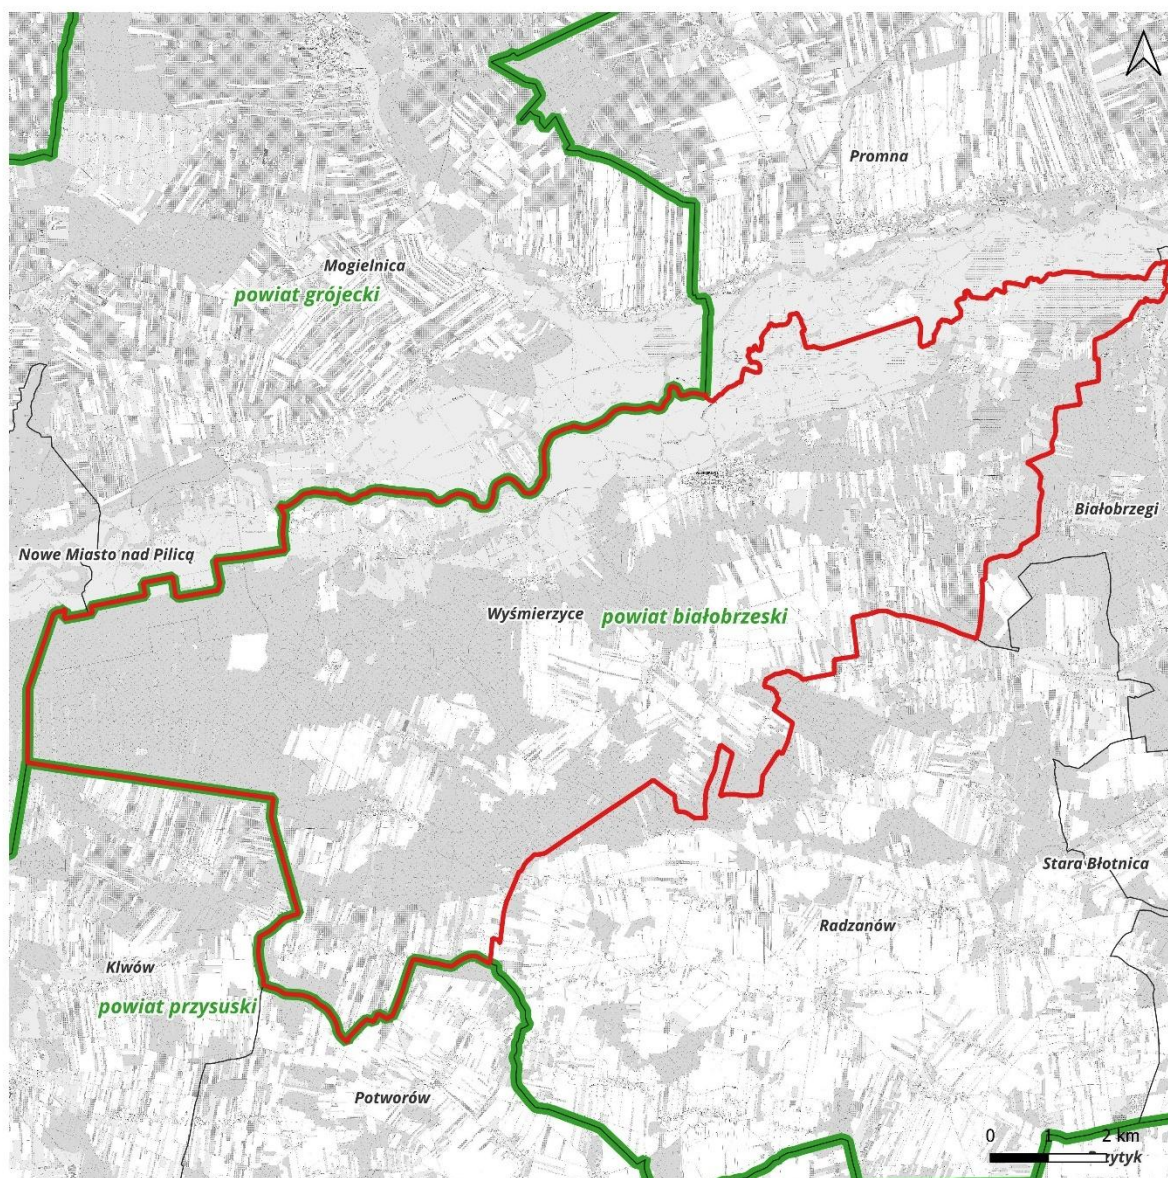 Promna
Mogielnica
powiat grójecki
Białobrzegi
Nowe Miasto nad Pilicą
Wyśmierzyce
powiat białobrzeski
Stara Błotnica
Radzanów
Klwów
powiat przysuski
Potworów
0 1 2 km